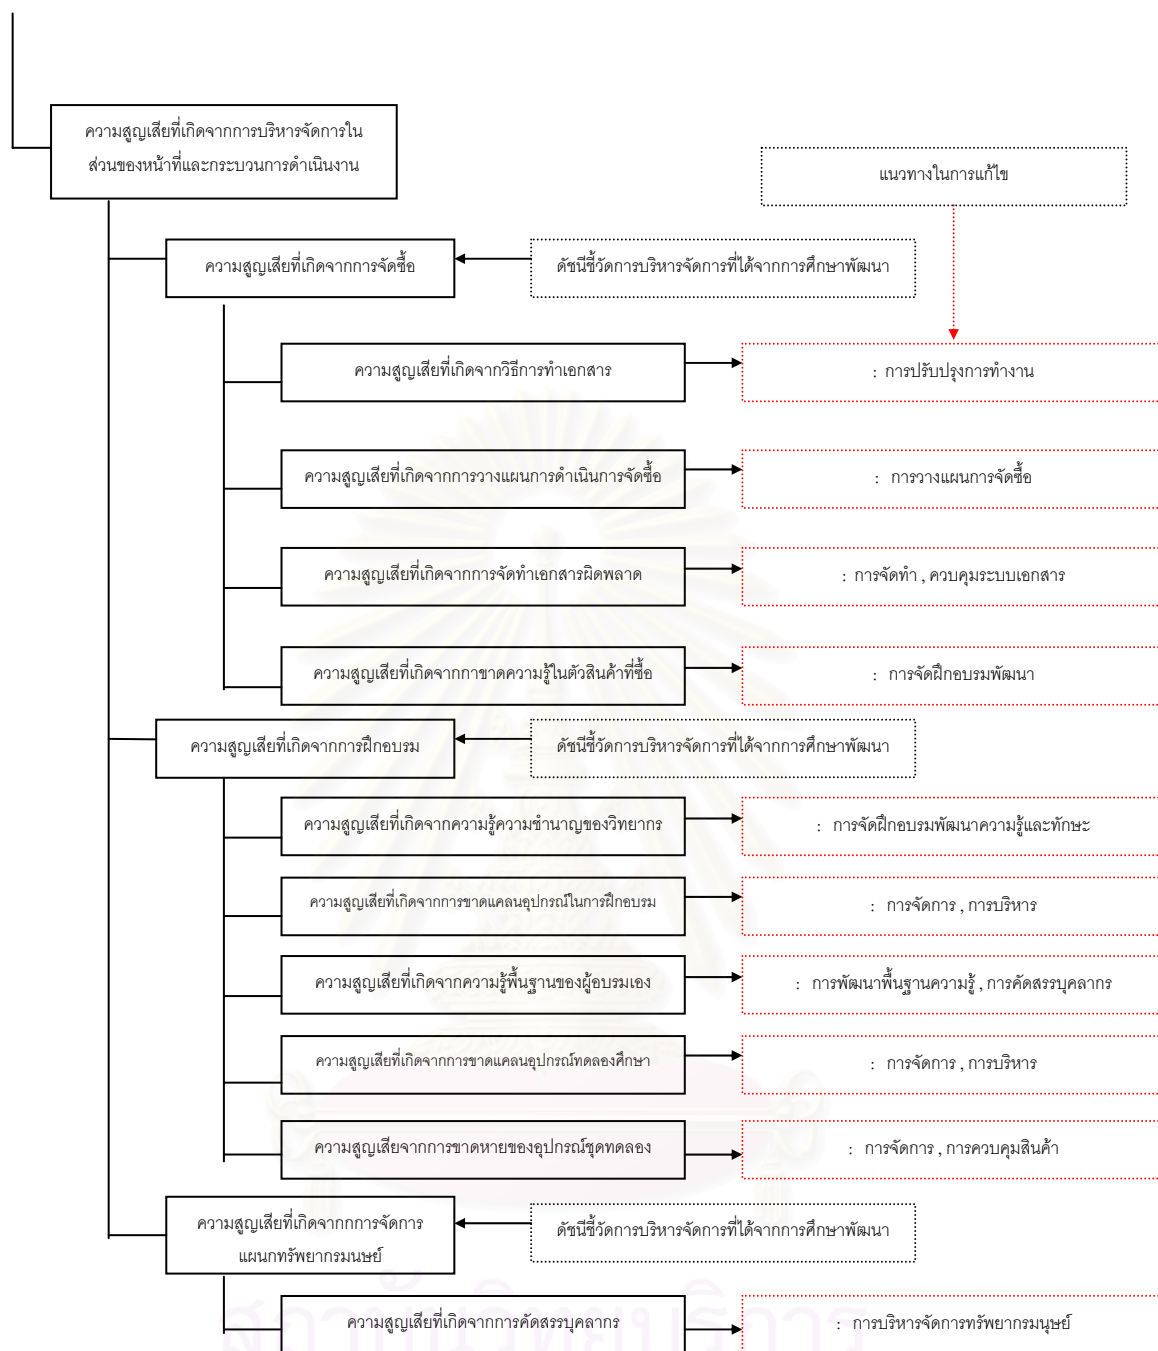 ความสูญเสียที่เกิดจากการบริหารจัดการใน
ส่วนของหน้าที่และกระบวนการดำเนินงาน
แนวทางในการแก้ไข
ความสูญเสียที่เกิดจากการจัดซื้อ
ดัชนีชี้วัดการบริหารจัดการที่ได้จากการศึกษาพัฒนา
ความสูญเสียที่เกิดจากวิธีการทำเอกสาร
: การปรับปรุงการทำงาน
ความสูญเสียที่เกิดจากการวางแผนการดำเนินการจัดซื้อ
: การวางแผนการจัดซื้อ
ความสูญเสียที่เกิดจากการจัดทำเอกสารผิดพลาด
: การจัดทำ , ควบคุมระบบเอกสาร
ความสูญเสียที่เกิดจากกาขาดความรู้ในตัวสินค้าที่ซื้อ
: การจัดฝึกอบรมพัฒนา
ความสูญเสียที่เกิดจากการฝึกอบรม
ดัชนีชี้วัดการบริหารจัดการที่ได้จากการศึกษาพัฒนา
ความสูญเสียที่เกิดจากความรู้ความชำนาญของวิทยากร
: การจัดฝึกอบรมพัฒนาความรู้และทักษะ
ความสูญเสียที่เกิดจากการขาดแคลนอุปกรณ์ในการฝึกอบรม
: การจัดการ , การบริหาร
ความสูญเสียที่เกิดจากความรู้พื้นฐานของผู้อบรมเอง
: การพัฒนาพื้นฐานความรู้ , การคัดสรรบุคลากร
ความสูญเสียที่เกิดจากการขาดแคลนอุปกรณ์ทดลองศึกษา
: การจัดการ , การบริหาร
ความสูญเสียจากการขาดหายของอุปกรณ์ชุดทดลอง
: การจัดการ , การควบคุมสินค้า
ความสูญเสียที่เกิดจากกการจัดการ
แผนกทรัพยากรมนษย์
ดัชนีชี้วัดการบริหารจัดการที่ได้จากการศึกษาพัฒนา
ความสูญเสียที่เกิดจากการคัดสรรบุคลากร
: การบริหารจัดการทรัพยากรมนุษย์
สถาบันวิทยบริการ